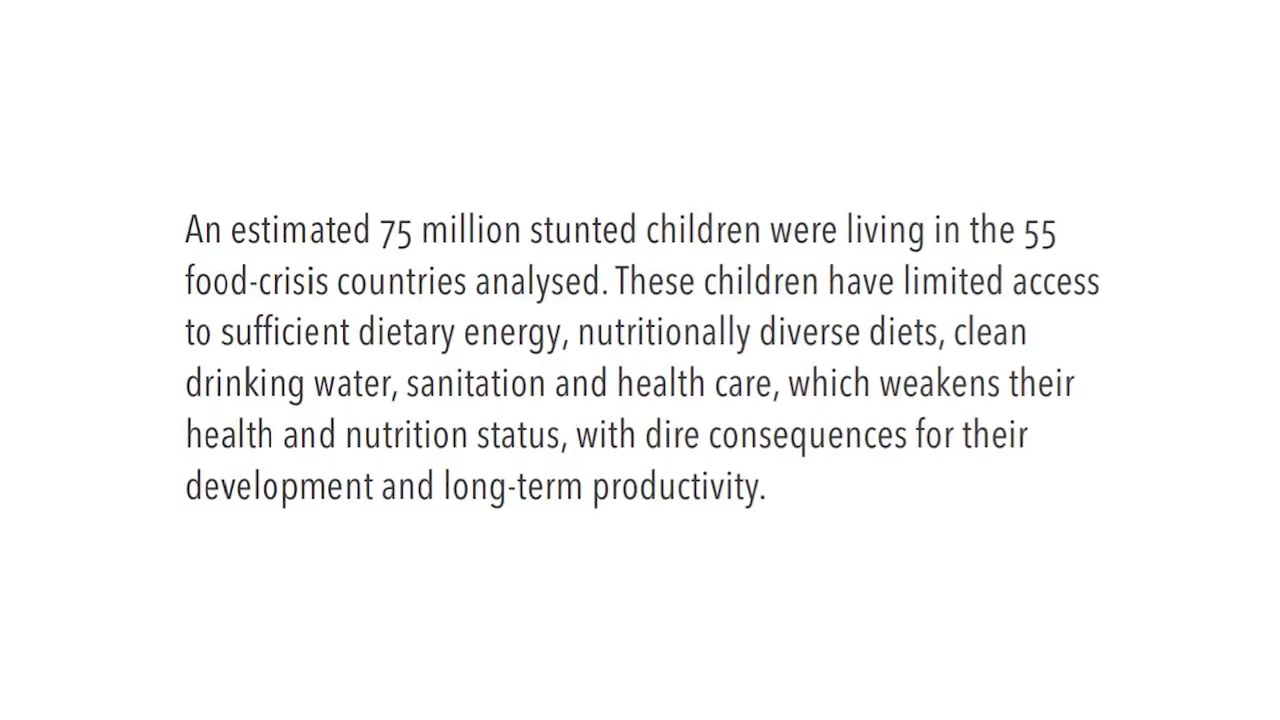 An estimated 75 million stunted children were living in the 55
food-crisis countries analysed. These children have limited access
to sufficient dietary energy, nutritionally diverse diets, clean
drinking water, sanitation and health care, which weakens their
health and nutrition status, with dire consequences for their
development and long-term productivity.